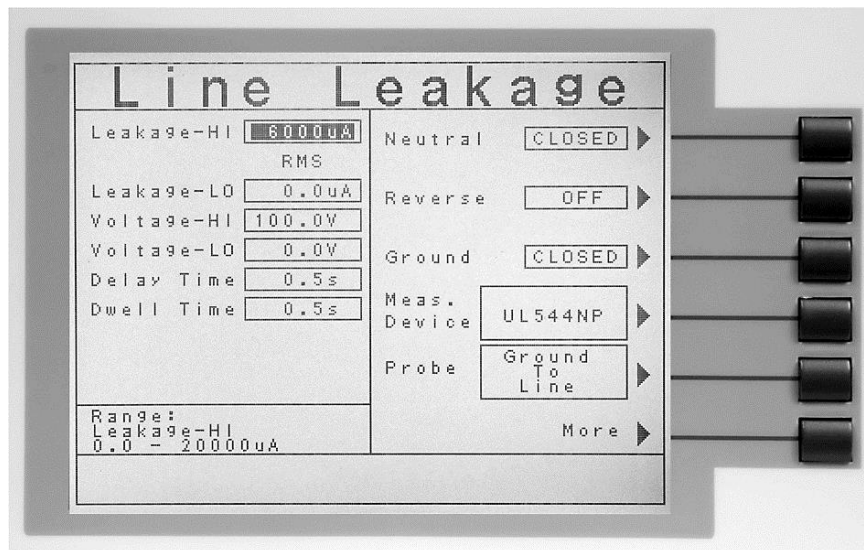 Line Leakage
Leakage-HI 6000uA
RMS
Leakage-LO 0.0uA
Voltage-HI 100.0V
Voltage-LO 0.0V
Delay Time 0.5s
Dwell Time 0.5s
Range:
Leakage-HI
0.0 - 20000uA
Neutral CLOSED
Reverse OFF
Ground CLOSED
Meas.
Device UL544NP
Probe Ground
To
Line
More